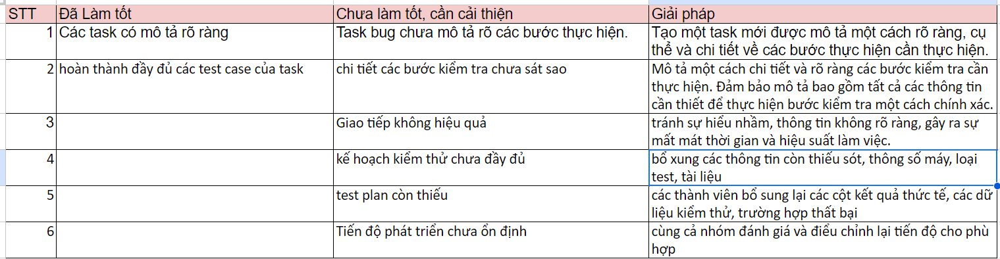 STT Đã Làm tốt Chưa làm tốt, cần cải thiện Giải pháp
1 Các task có mô tả rõ ràng Task bug chưa mô tả rõ các bước thực hiện. Tạo một task mới được mô tả một cách rõ ràng, cụ
thể và chi tiết về các bước thực hiện cần thực hiện.
2 hoàn thành đầy đủ các test case của task chi tiết các bước kiểm tra chưa sát sao Mô tả một cách chi tiết và rõ ràng các bước kiểm tra cần
thực hiện. Đảm bảo mô tả bao gồm tất cả các thông tin
cần thiết để thực hiện bước kiểm tra một cách chính xác.
3 Giao tiếp không hiệu quả tránh sự hiểu nhầm, thông tin không rõ ràng, gây ra sự
mất mát thời gian và hiệu suất làm việc.
4 kế hoạch kiểm thử chưa đầy đủ bổ xung các thông tin còn thiếu sót, thông số máy, loại
test, tài liệu
5 test plan còn thiếu các thành viên bổ sung lại các cột kết quả thực tế, các dữ
liệu kiểm thử, trường hợp thất bại
6 Tiến độ phát triển chưa ổn định cùng cả nhóm đánh giá và điểu chỉnh lại tiến độ cho phù
hợp